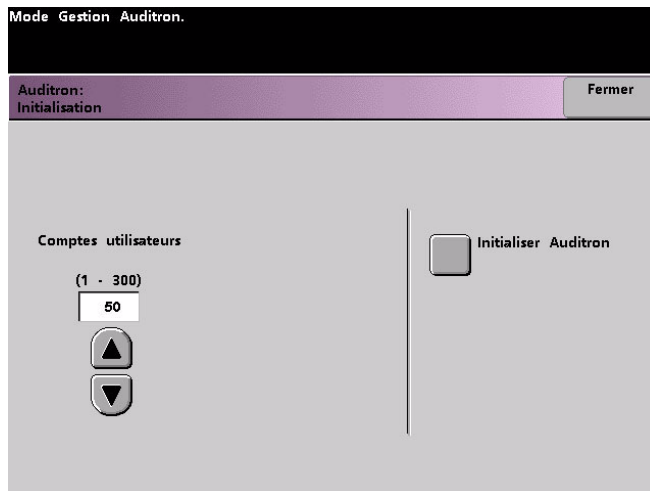 Mode Gestion Auditron.
Auditron:
Initialisation
Fermer
Comptes utilisateurs
(1 - 300)
50
Initialiser Auditron